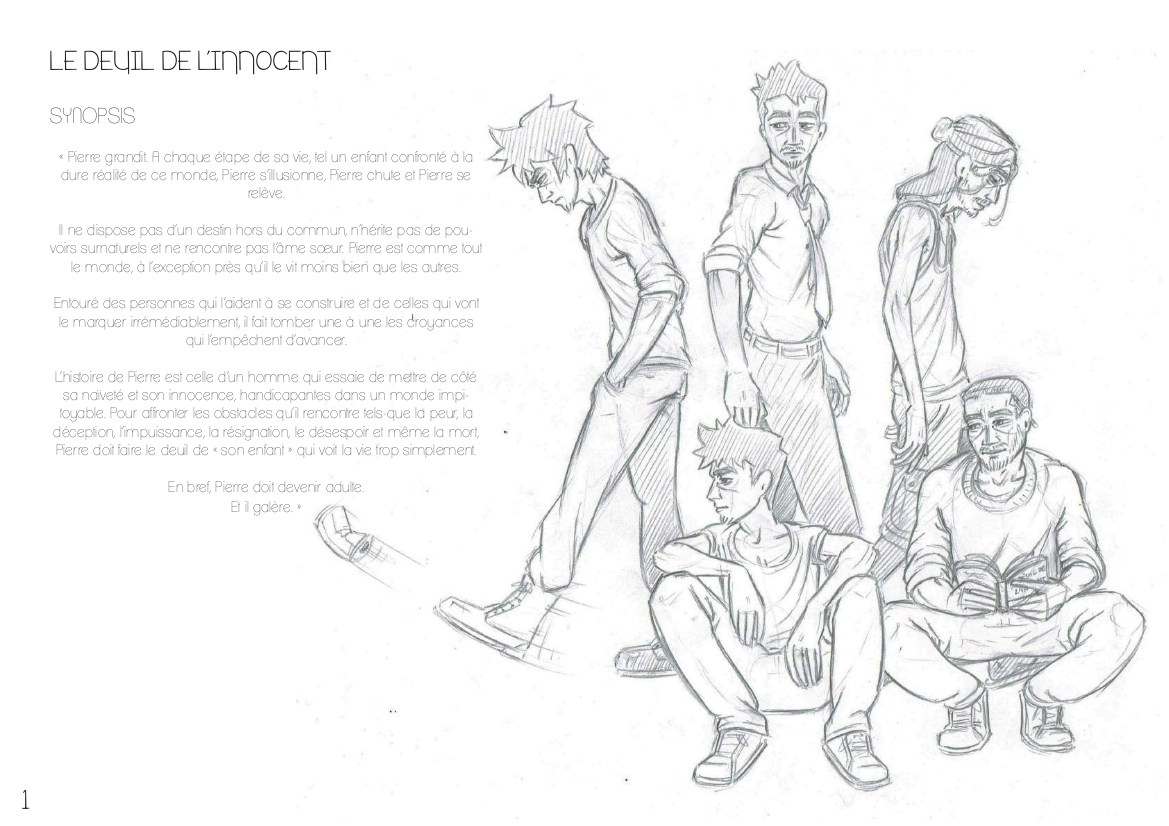 LE DEUIL DE L'INNOCENT
SYNOPSIS
« Pierre grandit. A chaque étape de sa vie, tel un enfant confronté à la
dure réalité de ce monde, Pierre s'illusionne, Pierre chute et Pierre se
relève.
Il ne dispose pas d'un destin hors du commun, n'hérite pas de pou-
voirs surnaturels et ne rencontre pas l'âme sœur. Pierre est comme tout
le monde, à l'exception près qu'il le vit moins bien que les autres.
Entouré des personnes qui l'aident à se construire et de celles qui vont
le marquer irrémédiablement, il fait tomber une à une les croyances
qui l'empêchent d'avancer.
L'histoire de Pierre est celle d'un homme qui essaie de mettre de côté
sa naïveté et son innocence, handicapantes dans un monde impi-
toyable. Pour affronter les obstacles qu'il rencontre tels que la peur, la
déception, l'impuissance, la résignation, le désespoir et même la mort,
Pierre doit faire le deuil de « son enfant » qui voit la vie trop simplement.
En bref, Pierre doit devenir adulte.
Et il galère. »
1